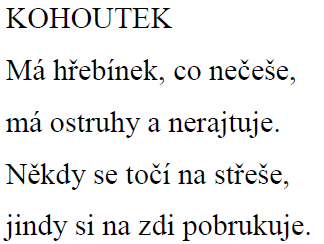 KOHOUTEK
Má hřebínek, co nečeše,
má ostruhy a nerajtuje.
Někdy se točí na střeše,
jindy si na zdi pobrukuje.